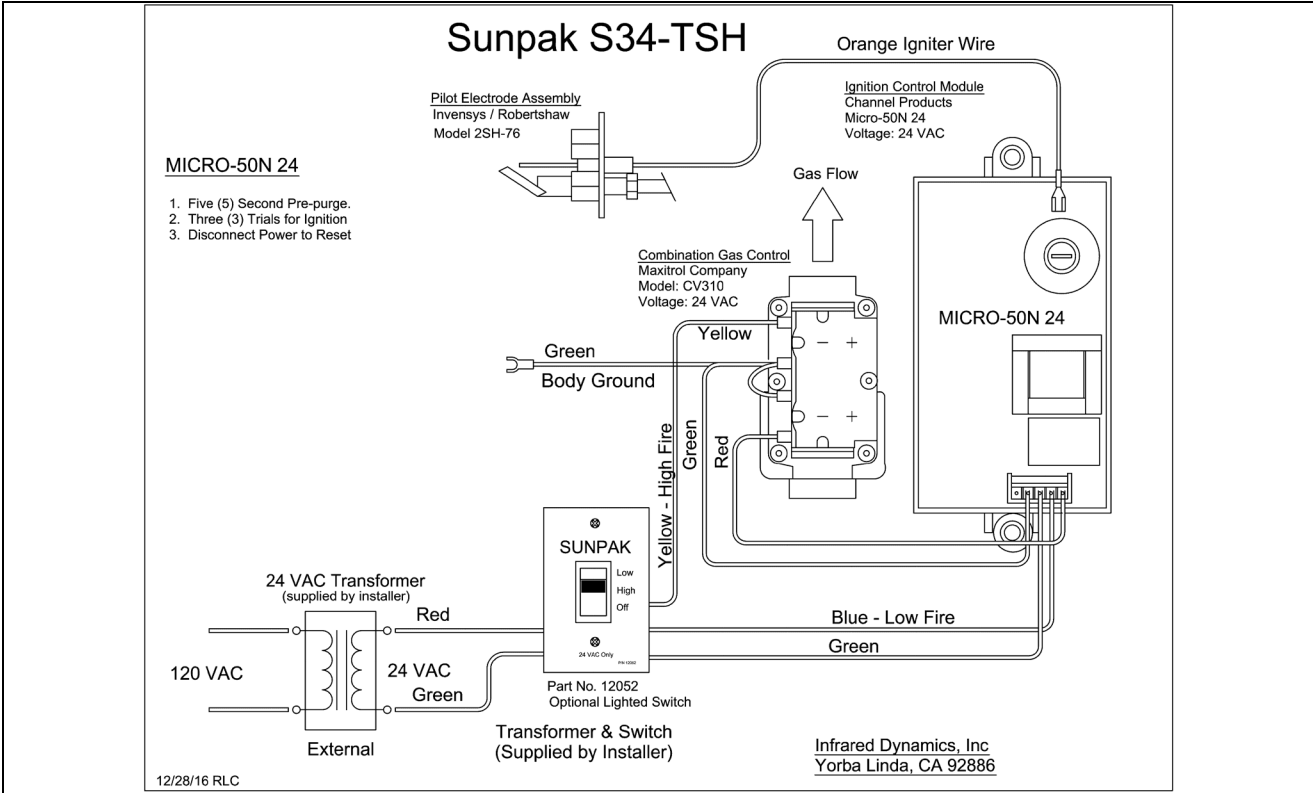 Sunpak S34-TSH
Orange Igniter Wire
Pilot Electrode Assembly
Invensys / Robertshaw
Model 2SH-76
Ignition Control Module
Channel Products
Micro-50N 24
Voltage: 24 VAC
MICRO-50N 24
1. Five (5) Second Pre-purge.
2. Three (3) Trials for Ignition
3. Disconnect Power to Reset
Gas Flow
Combination Gas Control
Maxitrol Company
Model: CV310
Voltage: 24 VAC
MICRO-50N 24
Yellow
Green
Body Ground
Yellow - High Fire
Green
Red
SUNPAK
Low
High
Off
24 VAC Only
P/N 12052
24 VAC Transformer
(supplied by installer)
Red
Blue - Low Fire
Green
120 VAC
24 VAC
Green
External
Part No. 12052
Optional Lighted Switch
Transformer & Switch
(Supplied by Installer)
Infrared Dynamics, Inc
Yorba Linda, CA 92886
12/28/16 RLC